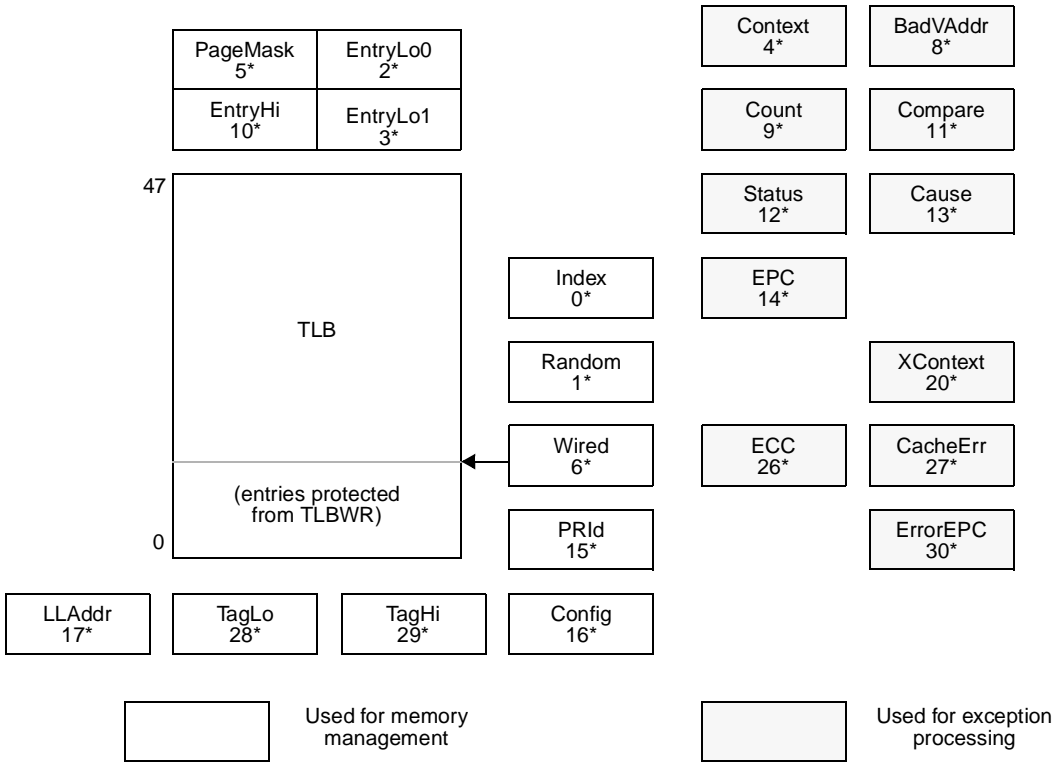 PageMask
5*
EntryLo0
2*
EntryHi
10*
EntryLo1
3*
Context
4*
BadVAddr
8*
Count
9*
Compare
11*
Status
12*
Cause
13*
47
TLB
(entries protected
from TLBWR)
0
Index
0*
EPC
14*
Random
1*
XContext
20*
Wired
6*
ECC
26*
CacheErr
27*
PRId
15*
ErrorEPC
30*
LLAddr
17*
TagLo
28*
TagHi
29*
Config
16*
Used for memory
management
Used for exception
processing